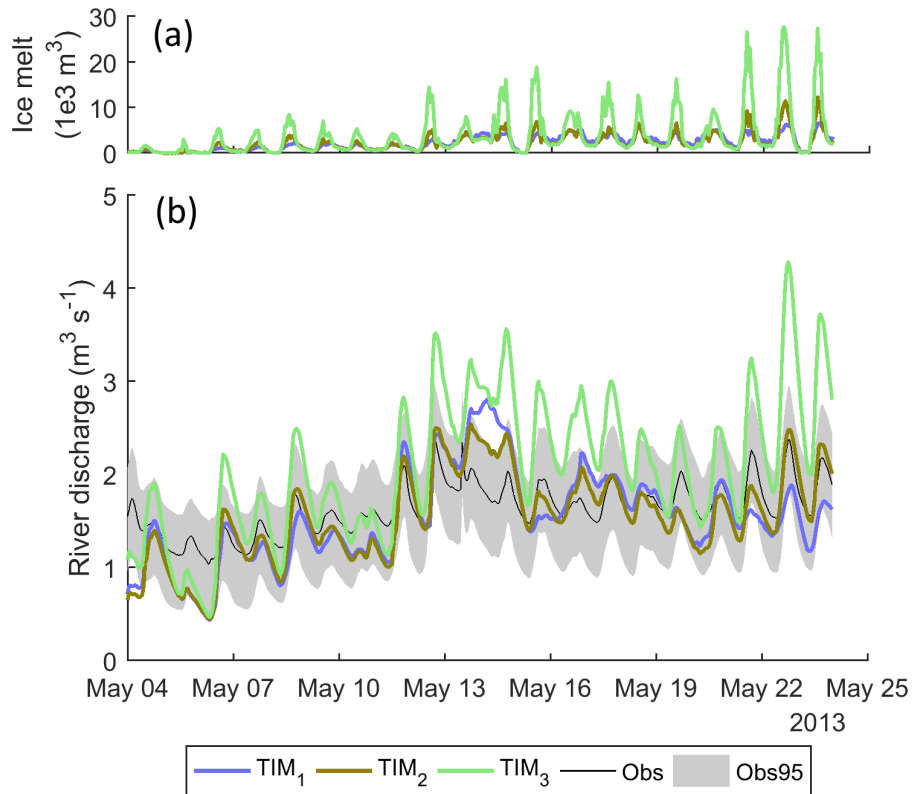 (a)
Ice melt
(1e3 m³)
30
20
10
0
(b)
River discharge (m³ s⁻¹)
5
4
3
2
1
0
May 04 May 07 May 10 May 13 May 16 May 19 May 22 May 25
2013
TIM₁ TIM₂ TIM₃ Obs Obs95